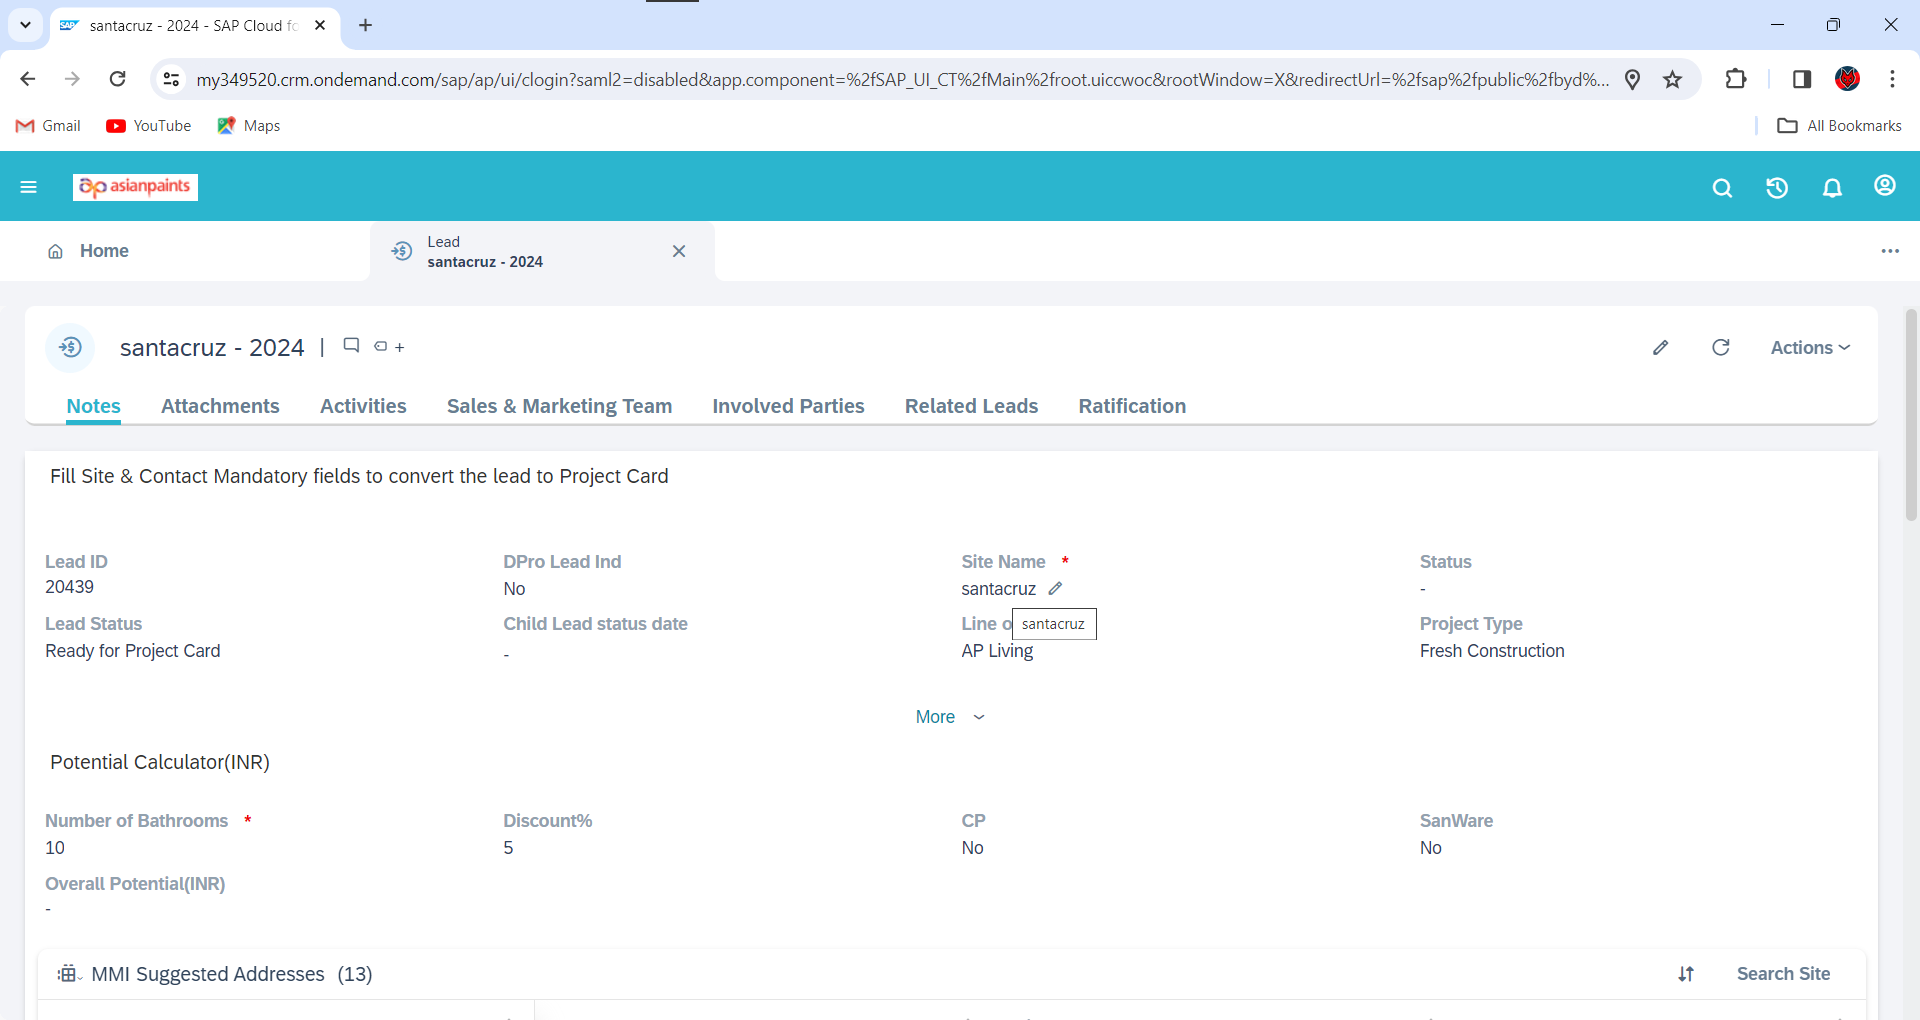 santacruz - 2024 - SAP Cloud fo
my349520.crm.ondemand.com/sap/ap/ui/clogin?saml2=disabled&app.component=%2fSAP_UI_CT%2fMain%2froot.uiccwoc&rootWindow=X&redirectUrl=%2fsap%2fpublic%2fbyd%...
Gmail YouTube Maps All Bookmarks
asianpaints
Home
Lead
santacruz - 2024
santacruz - 2024 | +
Actions
Notes Attachments Activities Sales & Marketing Team Involved Parties Related Leads Ratification
Fill Site & Contact Mandatory fields to convert the lead to Project Card
Lead ID DPro Lead Ind Site Name * Status
20439 No santacruz -
Lead Status Child Lead status date Line o santacruz Project Type
Ready for Project Card - AP Living Fresh Construction
More
Potential Calculator(INR)
Number of Bathrooms * Discount% CP SanWare
10 5 No No
Overall Potential(INR)
-
MMI Suggested Addresses (13) Search Site